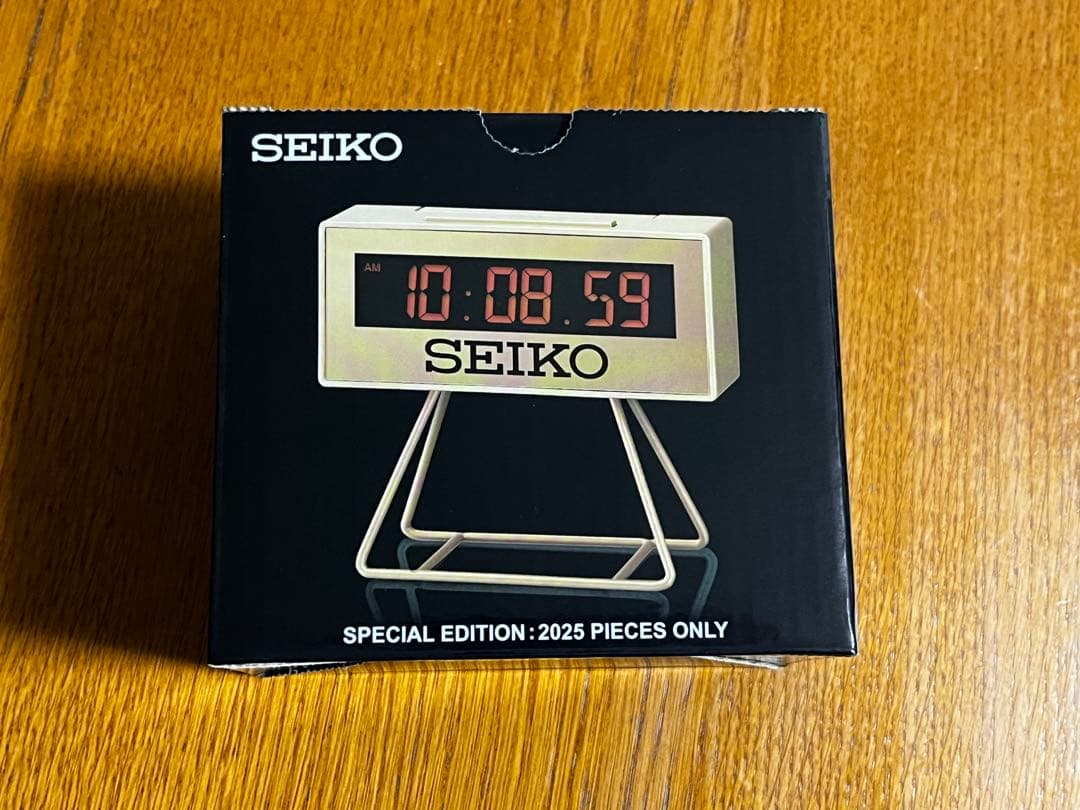 SEIKO
AM 10:08.59
SEIKO
SPECIAL EDITION: 2025 PIECES ONLY